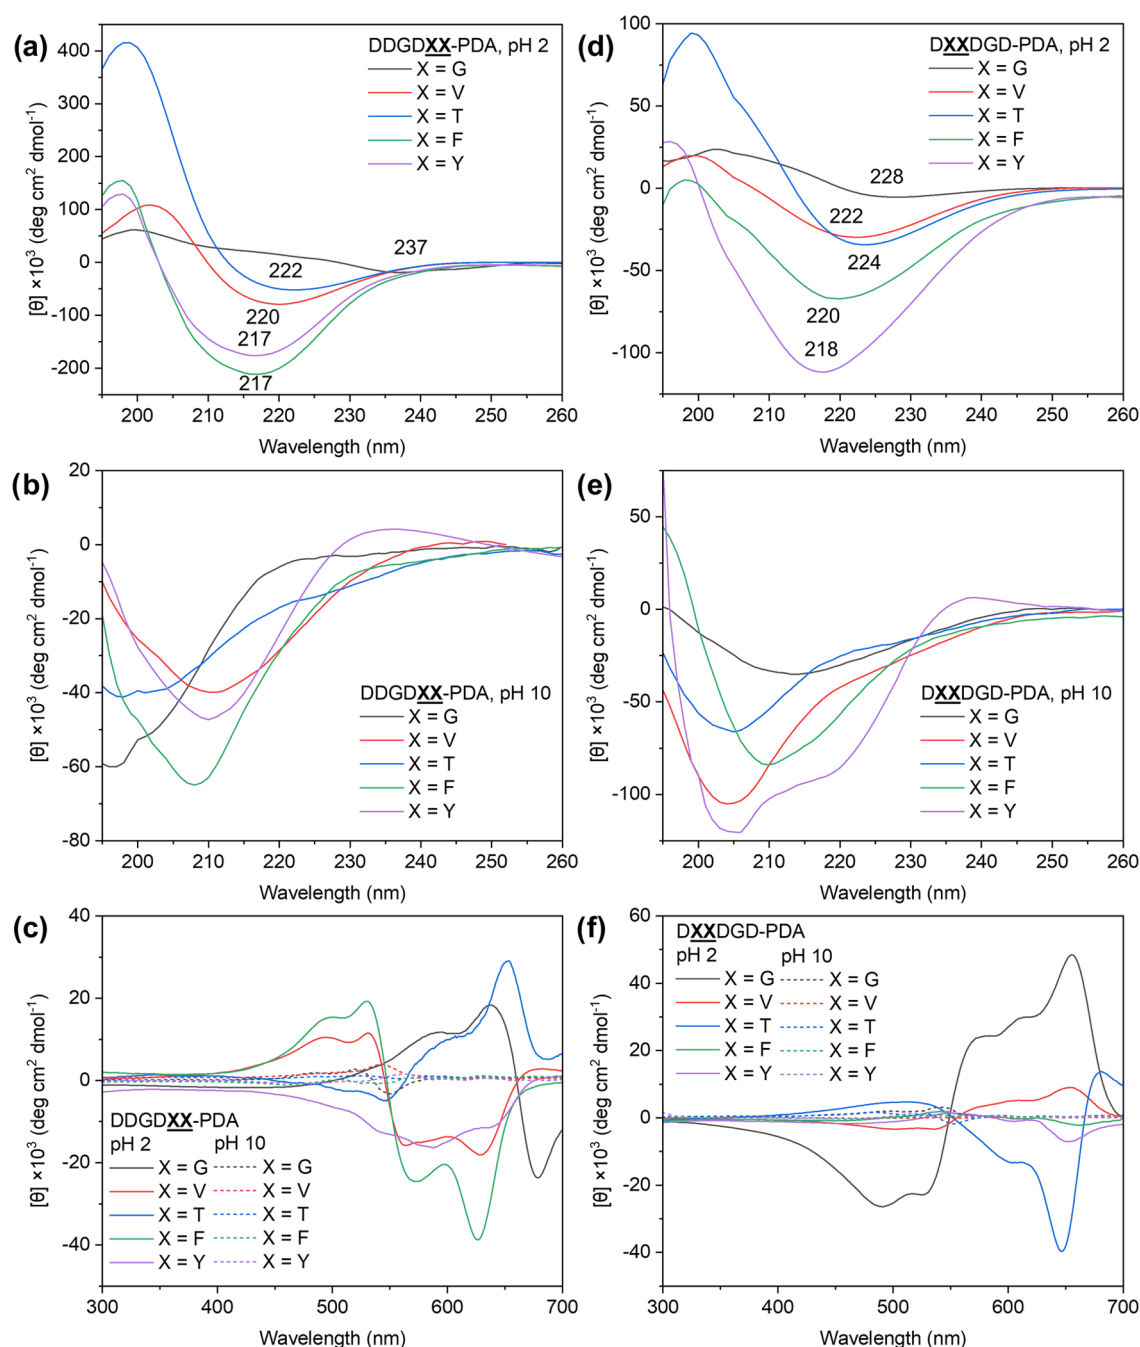 (a)
DDGDXX-PDA, pH 2
X = G
X = V
X = T
X = F
X = Y
400
300
200
100
0
-100
-200
237
222
220
217
217
200 210 220 230 240 250 260
Wavelength (nm)
[θ] ×10³ (deg cm² dmol⁻¹)
(d)
DXXDGD-PDA, pH 2
X = G
X = V
X = T
X = F
X = Y
100
50
0
-50
-100
228
222
224
220
218
200 210 220 230 240 250 260
Wavelength (nm)
[θ] ×10³ (deg cm² dmol⁻¹)
(b)
20
0
-20
-40
-60
-80
DDGDXX-PDA, pH 10
X = G
X = V
X = T
X = F
X = Y
200 210 220 230 240 250 260
Wavelength (nm)
[θ] ×10³ (deg cm² dmol⁻¹)
(e)
50
0
-50
-100
DXXDGD-PDA, pH 10
X = G
X = V
X = T
X = F
X = Y
200 210 220 230 240 250 260
Wavelength (nm)
[θ] ×10³ (deg cm² dmol⁻¹)
(c)
40
20
0
-20
-40
DDGDXX-PDA
pH 2 pH 10
X = G X = G
X = V X = V
X = T X = T
X = F X = F
X = Y X = Y
300 400 500 600 700
Wavelength (nm)
[θ] ×10³ (deg cm² dmol⁻¹)
(f)
60
40
20
0
-20
-40
DXXDGD-PDA
pH 2 pH 10
X = G X = G
X = V X = V
X = T X = T
X = F X = F
X = Y X = Y
300 400 500 600 700
Wavelength (nm)
[θ] ×10³ (deg cm² dmol⁻¹)